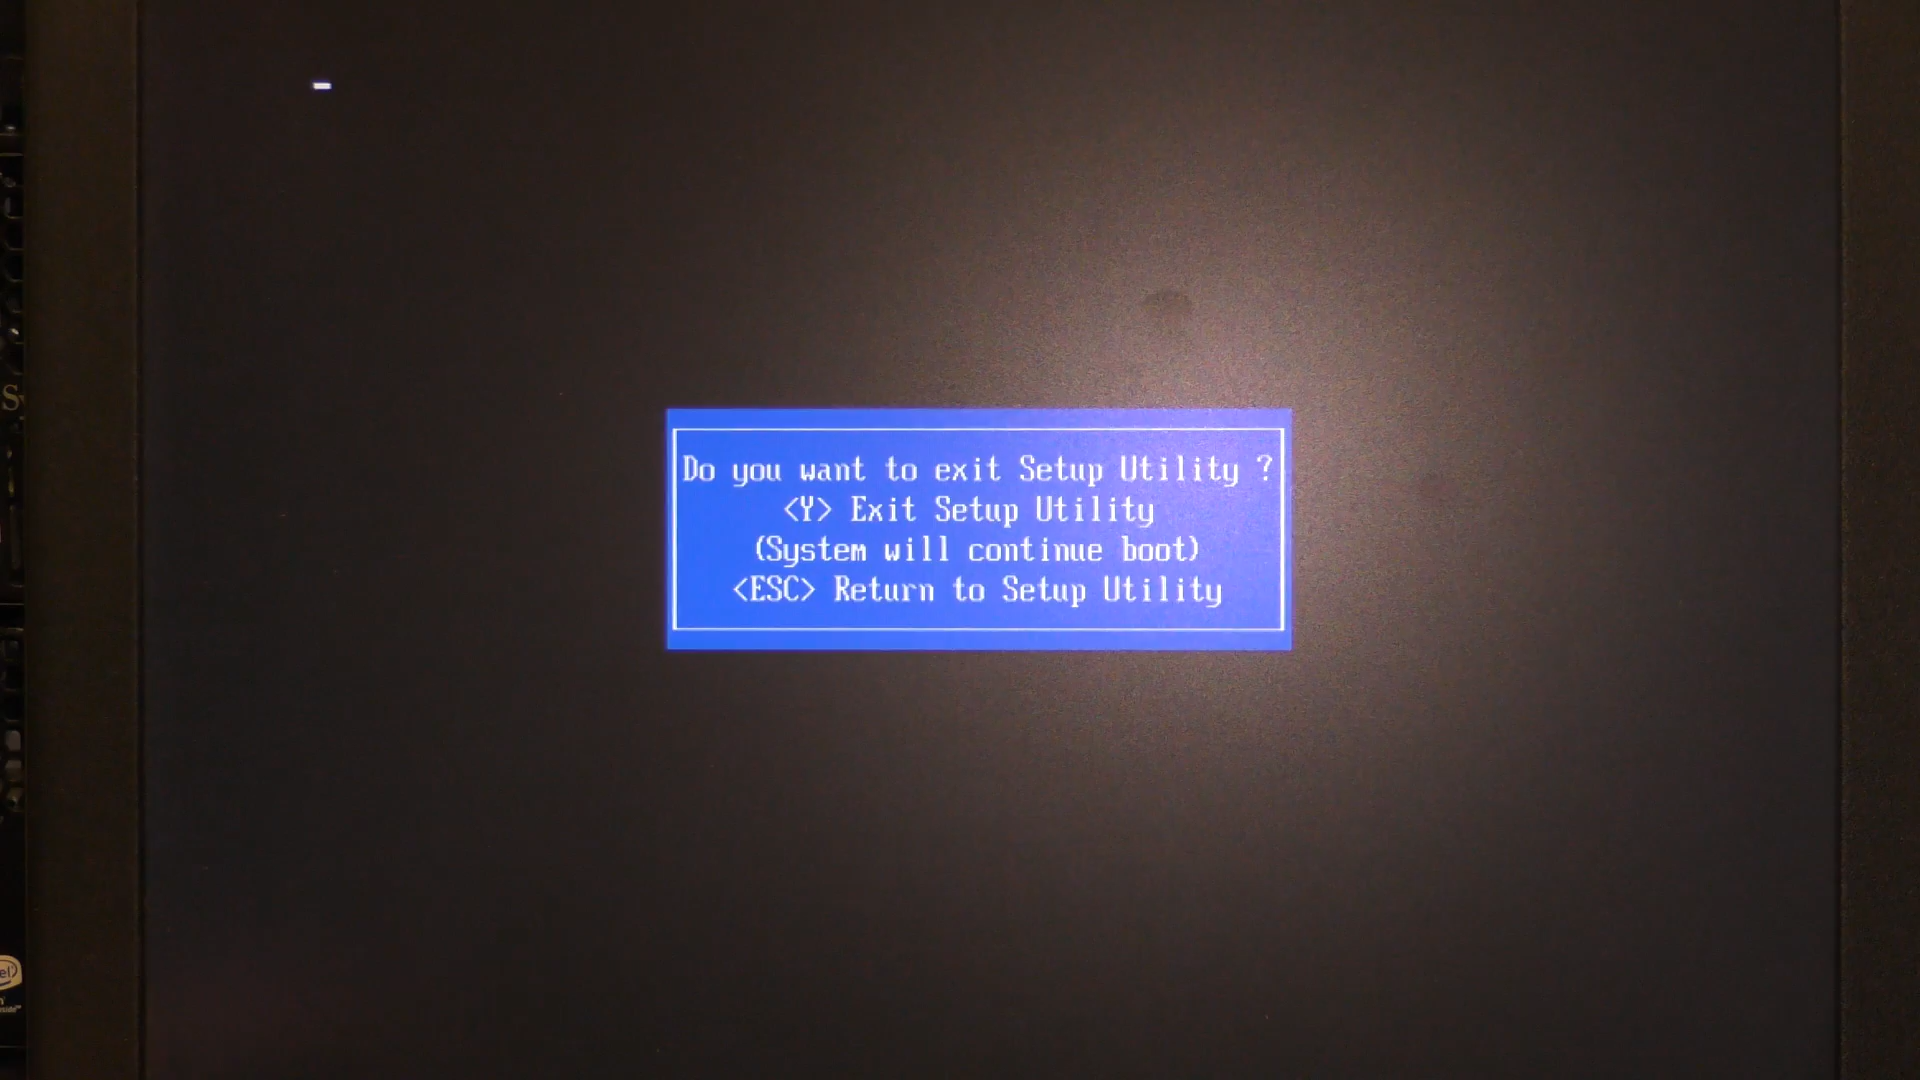 Do you want to exit Setup Utility ?
<Y> Exit Setup Utility
(System will continue boot)
<ESC> Return to Setup Utility